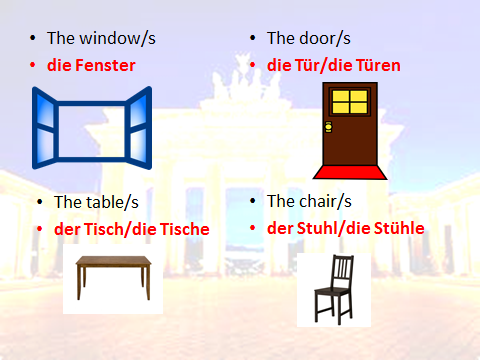 The window/s
die Fenster
The door/s
die Tür/die Türen
The table/s
der Tisch/die Tische
The chair/s
der Stuhl/die Stühle